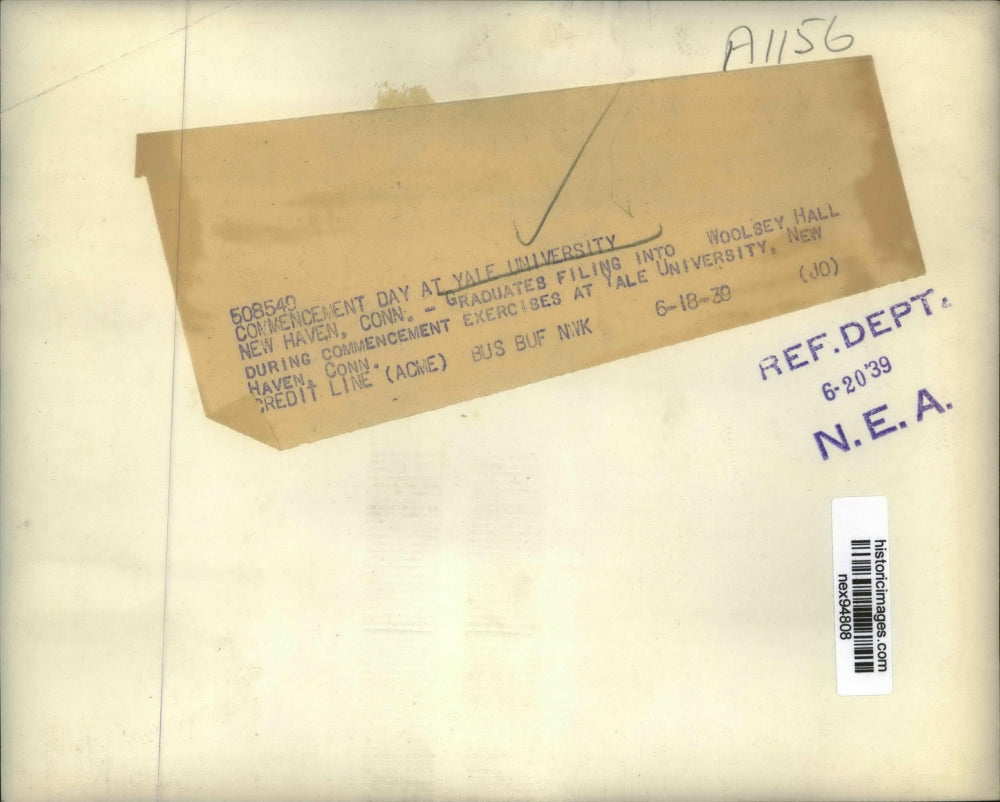 A1156
508549
COMMENCEMENT DAY AT YALE UNIVERSITY
NEW HAVEN, CONN. - GRADUATES FILING INTO WOOLSEY HALL
DURING COMMENCEMENT EXERCISES AT YALE UNIVERSITY, NEW
HAVEN, CONN.
CREDIT LINE (ACME) BUS BUF NWK 6-18-39 (JO)
REF. DEPT.
6-20'39
N.E.A.
historicimages.com
nex94808